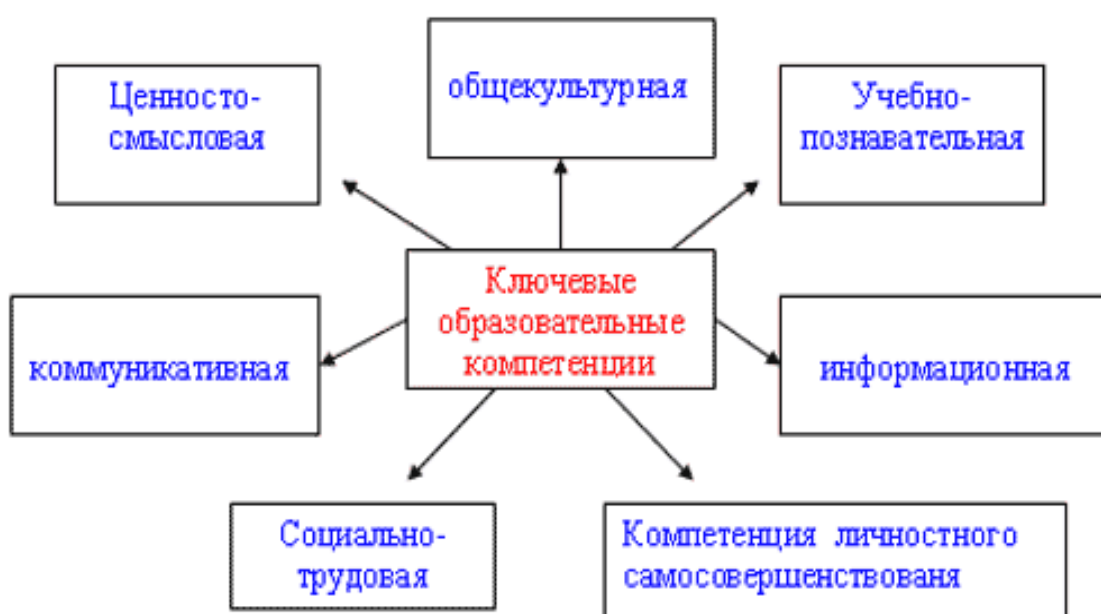 общекультурная
Ценносто-
смысловая
Учебно-
познавательная
Ключевые
образовательные
компетенции
коммуникативная
информационная
Социально-
трудовая
Компетенция личностного
самосовершенствованя